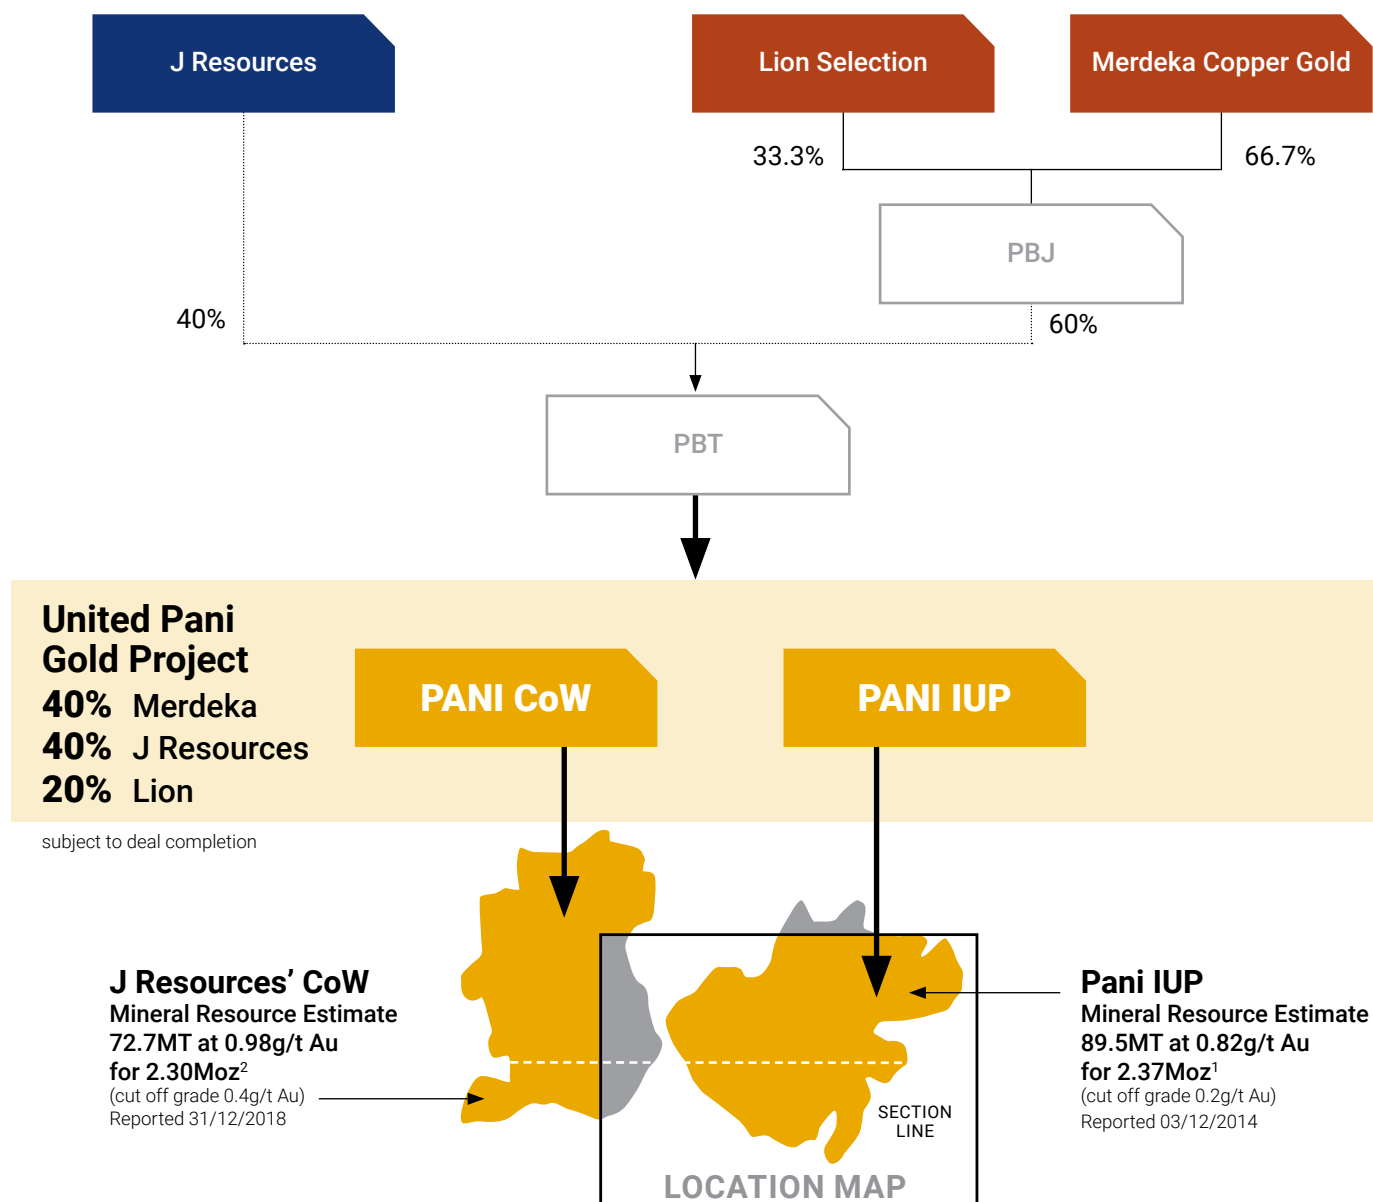 J Resources
Lion Selection
Merdeka Copper Gold
33.3%
66.7%
PBJ
40%
60%
PBT
United Pani
Gold Project
40% Merdeka
40% J Resources
20% Lion
PANI CoW
PANI IUP
subject to deal completion
J Resources’ CoW
Mineral Resource Estimate
72.7MT at 0.98g/t Au
for 2.30Moz²
(cut off grade 0.4g/t Au)
Reported 31/12/2018
Pani IUP
Mineral Resource Estimate
89.5MT at 0.82g/t Au
for 2.37Moz¹
(cut off grade 0.2g/t Au)
Reported 03/12/2014
SECTION
LINE
LOCATION MAP